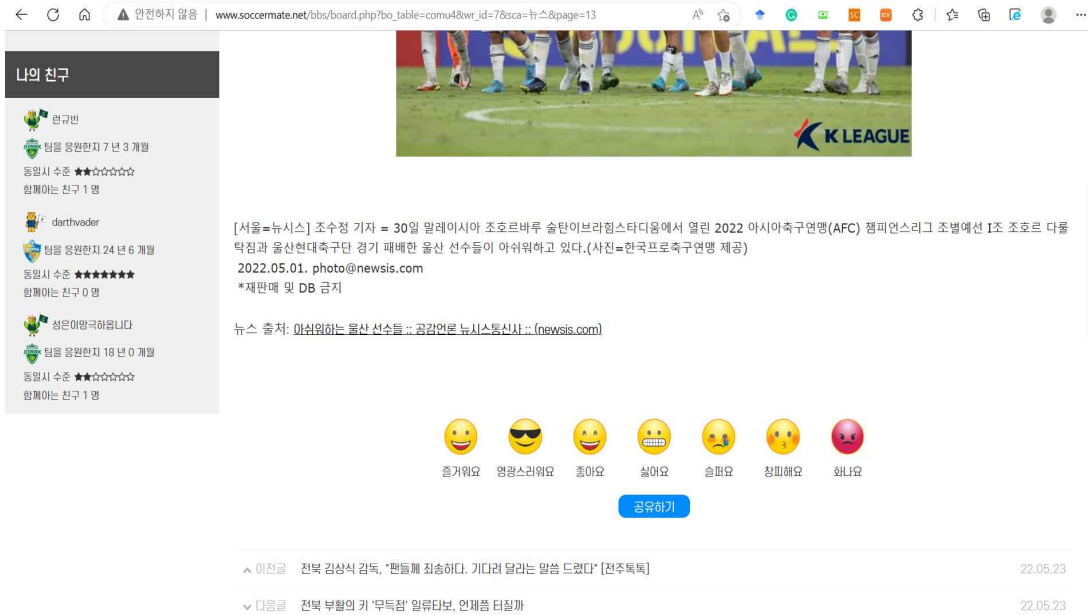 안전하지 않음 | www.soccermate.net/bbs/board.php?bo_table=comu4&wr_id=7&sca=뉴스&page=13
나의 친구
련규빈
팀을 응원한지 7 년 3 개월
동일시 수준 ★★☆☆☆☆☆
함께아는 친구 1 명
darthvader
팀을 응원한지 24 년 6 개월
동일시 수준 ★★★★★★★
함께아는 친구 0 명
성은이망극하옵니다
팀을 응원한지 18 년 0 개월
동일시 수준 ★★☆☆☆☆☆
함께아는 친구 1 명
K LEAGUE
[서울=뉴시스] 조수정 기자 = 30일 말레이시아 조호르바루 술탄이브라힘스타디움에서 열린 2022 아시아축구연맹(AFC) 챔피언스리그 조별예선 I조 조호르 다룰
탁짐과 울산현대축구단 경기 패배한 울산 선수들이 아쉬워하고 있다.(사진=한국프로축구연맹 제공)
2022.05.01. photo@newsis.com
*재판매 및 DB 금지
뉴스 출처: 아쉬워하는 울산 선수들 :: 공감언론 뉴시스통신사 :: (newsis.com)
즐거워요 영광스러워요 좋아요 싫어요 슬퍼요 창피해요 화나요
공유하기
이전글 전북 김상식 감독, "팬들께 죄송하다. 기다려 달라는 말씀 드렸다" [전주톡톡] 22.05.23
다음글 전북 부활의 키 '무득점' 일류타보, 언제쯤 터질까 22.05.23